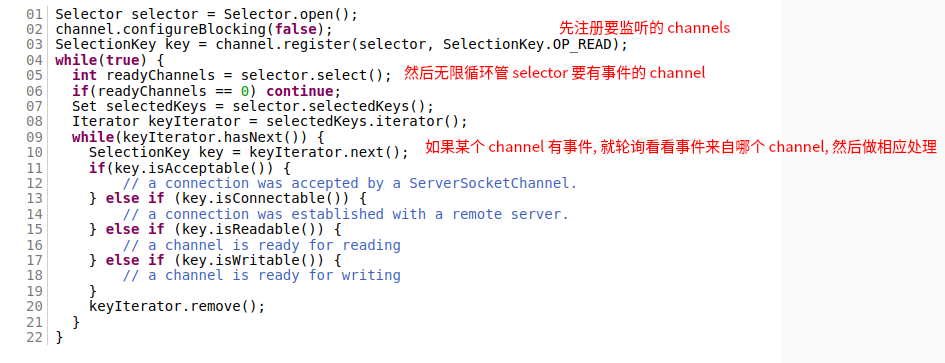 01 Selector selector = Selector.open();
02 channel.configureBlocking(false); 先注册要监听的 channels
03 SelectionKey key = channel.register(selector, SelectionKey.OP_READ);
04 while(true) {
05   int readyChannels = selector.select(); 然后无限循环管 selector 要有事件的 channel
06   if(readyChannels == 0) continue;
07   Set selectedKeys = selector.selectedKeys();
08   Iterator keyIterator = selectedKeys.iterator();
09   while(keyIterator.hasNext()) {
10     SelectionKey key = keyIterator.next(); 如果某个 channel 有事件, 就轮询看看事件来自哪个 channel, 然后做相应处理
11     if(key.isAcceptable()) {
12         // a connection was accepted by a ServerSocketChannel.
13     } else if (key.isConnectable()) {
14         // a connection was established with a remote server.
15     } else if (key.isReadable()) {
16         // a channel is ready for reading
17     } else if (key.isWritable()) {
18         // a channel is ready for writing
19     }
20     keyIterator.remove();
21   }
22 }